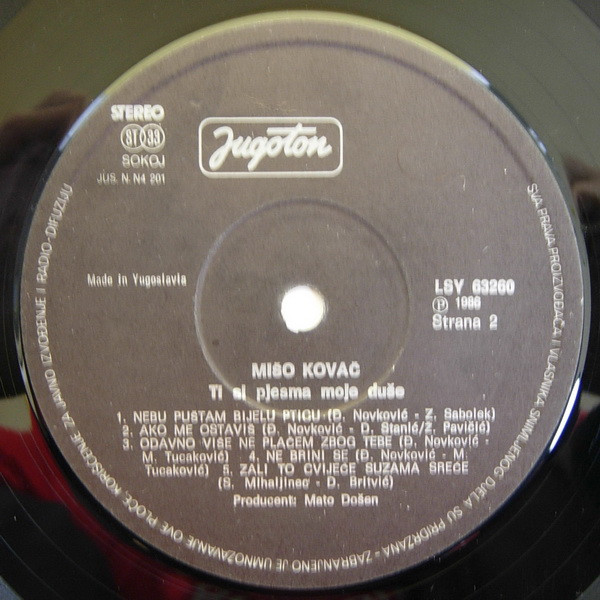 STEREO
ST 33
SOKOJ
JUS. N. N4 201
Jugoton
Made in Yugoslavia
LSY 63260
Ⓟ 1986
Strana 2
MIŠO KOVAČ
Ti si pjesma moje duše
1. NEBU PUŠTAM BIJELU PTICU (Đ. Novković - Z. Sabolek)
2. AKO ME OSTAVIŠ (Đ. Novković - D. Stanić/Ž. Pavičić)
3. ODAVNO VIŠE NE PLAČEM ZBOG TEBE (Đ. Novković -
M. Tucaković) 4. NE BRINI SE (Đ. Novković - M.
Tucaković) 5. ZALI TO CVIJEĆE SUZAMA SREĆE
(S. Mihaljinec - D. Britvić)
Producent: Mato Došen
SVA PRAVA PROIZVOĐAČA I VLASNIKA SNIMLJENOG DJELA SU PRIDRŽANA - ZABRANJENO JE UMNOŽAVANJE OVE PLOČE, KORIŠĆENJE ZA JAVNO IZVOĐENJE I RADIO-DIFUZIJU